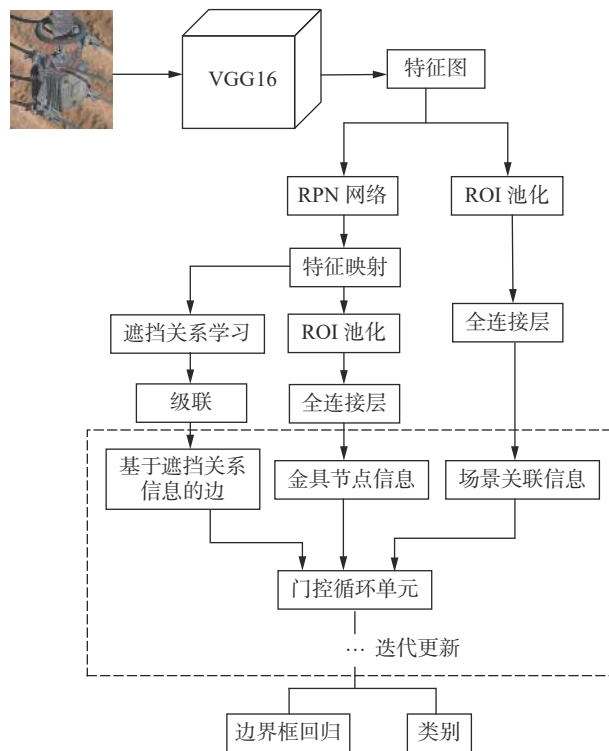 VGG16
特征图
RPN 网络
ROI 池化
特征映射
遮挡关系学习
ROI 池化
全连接层
级联
全连接层
基于遮挡关系
信息的边
金具节点信息
场景关联信息
门控循环单元
… 迭代更新
边界框回归
类别